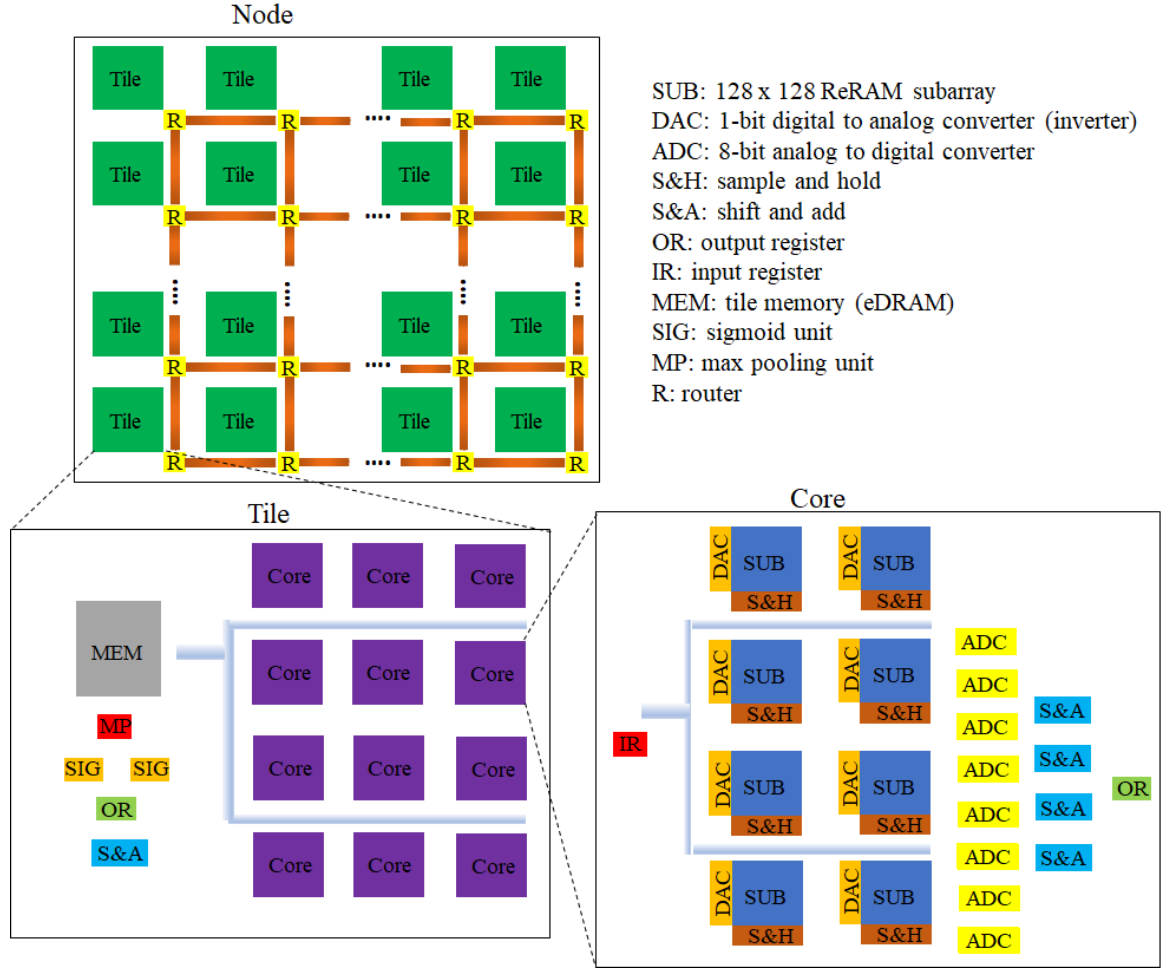 Node
Tile Tile Tile Tile
R R .... R R
Tile Tile Tile Tile
R R .... R R
.... .... .... ....
Tile Tile Tile Tile
R R .... R R
Tile Tile Tile Tile
R R .... R R
SUB: 128 x 128 ReRAM subarray
DAC: 1-bit digital to analog converter (inverter)
ADC: 8-bit analog to digital converter
S&H: sample and hold
S&A: shift and add
OR: output register
IR: input register
MEM: tile memory (eDRAM)
SIG: sigmoid unit
MP: max pooling unit
R: router
Tile
Core Core Core
MEM
Core Core Core
MP
SIG SIG
Core Core Core
OR
S&A
Core Core Core
Core
DAC SUB DAC SUB
S&H S&H
ADC
DAC SUB DAC SUB
ADC
S&H S&H
S&A
ADC
IR
S&A
ADC
DAC SUB DAC SUB
OR
S&A
ADC
S&H S&H
ADC
S&A
DAC SUB DAC SUB
ADC
S&H S&H
ADC